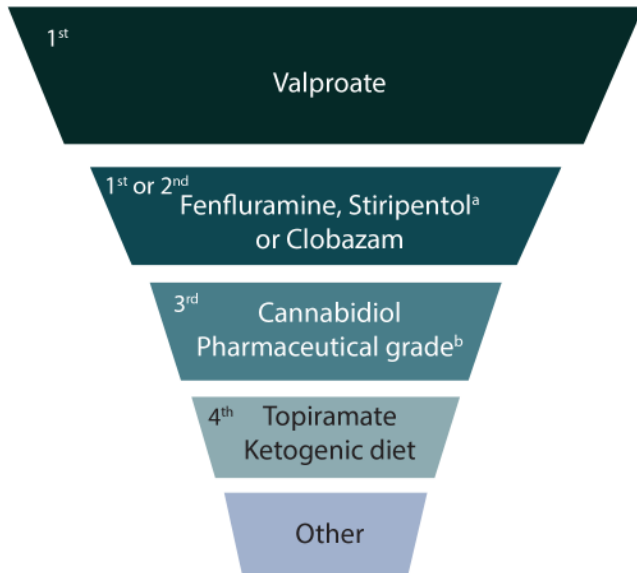 1st
Valproate
1st or 2nd
Fenfluramine, Stiripentolª
or Clobazam
3rd
Cannabidiol
Pharmaceutical gradeb
4th
Topiramate
Ketogenic diet
Other